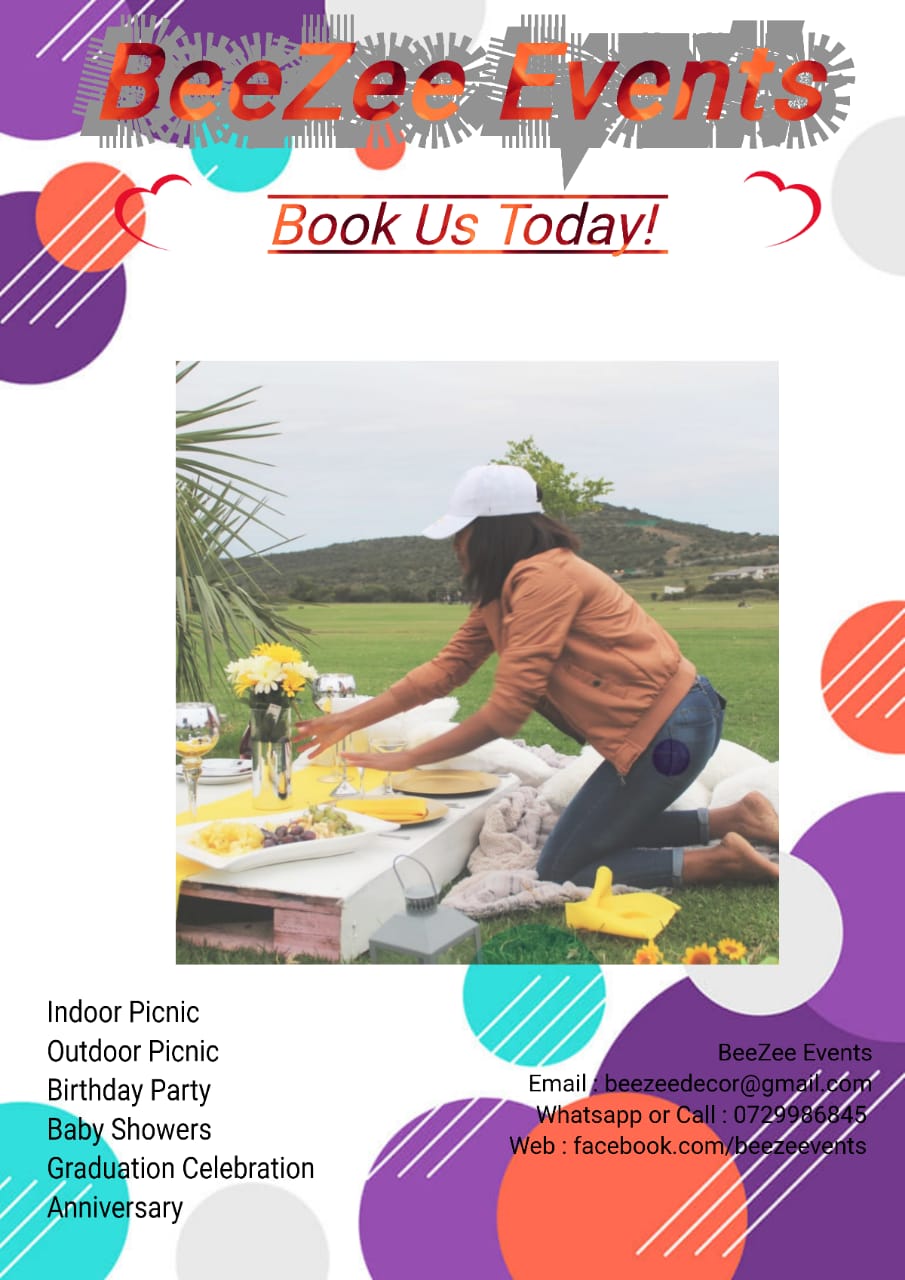 BeeZee Events
Book Us Today!
Indoor Picnic
Outdoor Picnic
Birthday Party
Baby Showers
Graduation Celebration
Anniversary
BeeZee Events
Email : beezeedecor@gmail.com
Whatsapp or Call : 0729986845
Web : facebook.com/beezeevents